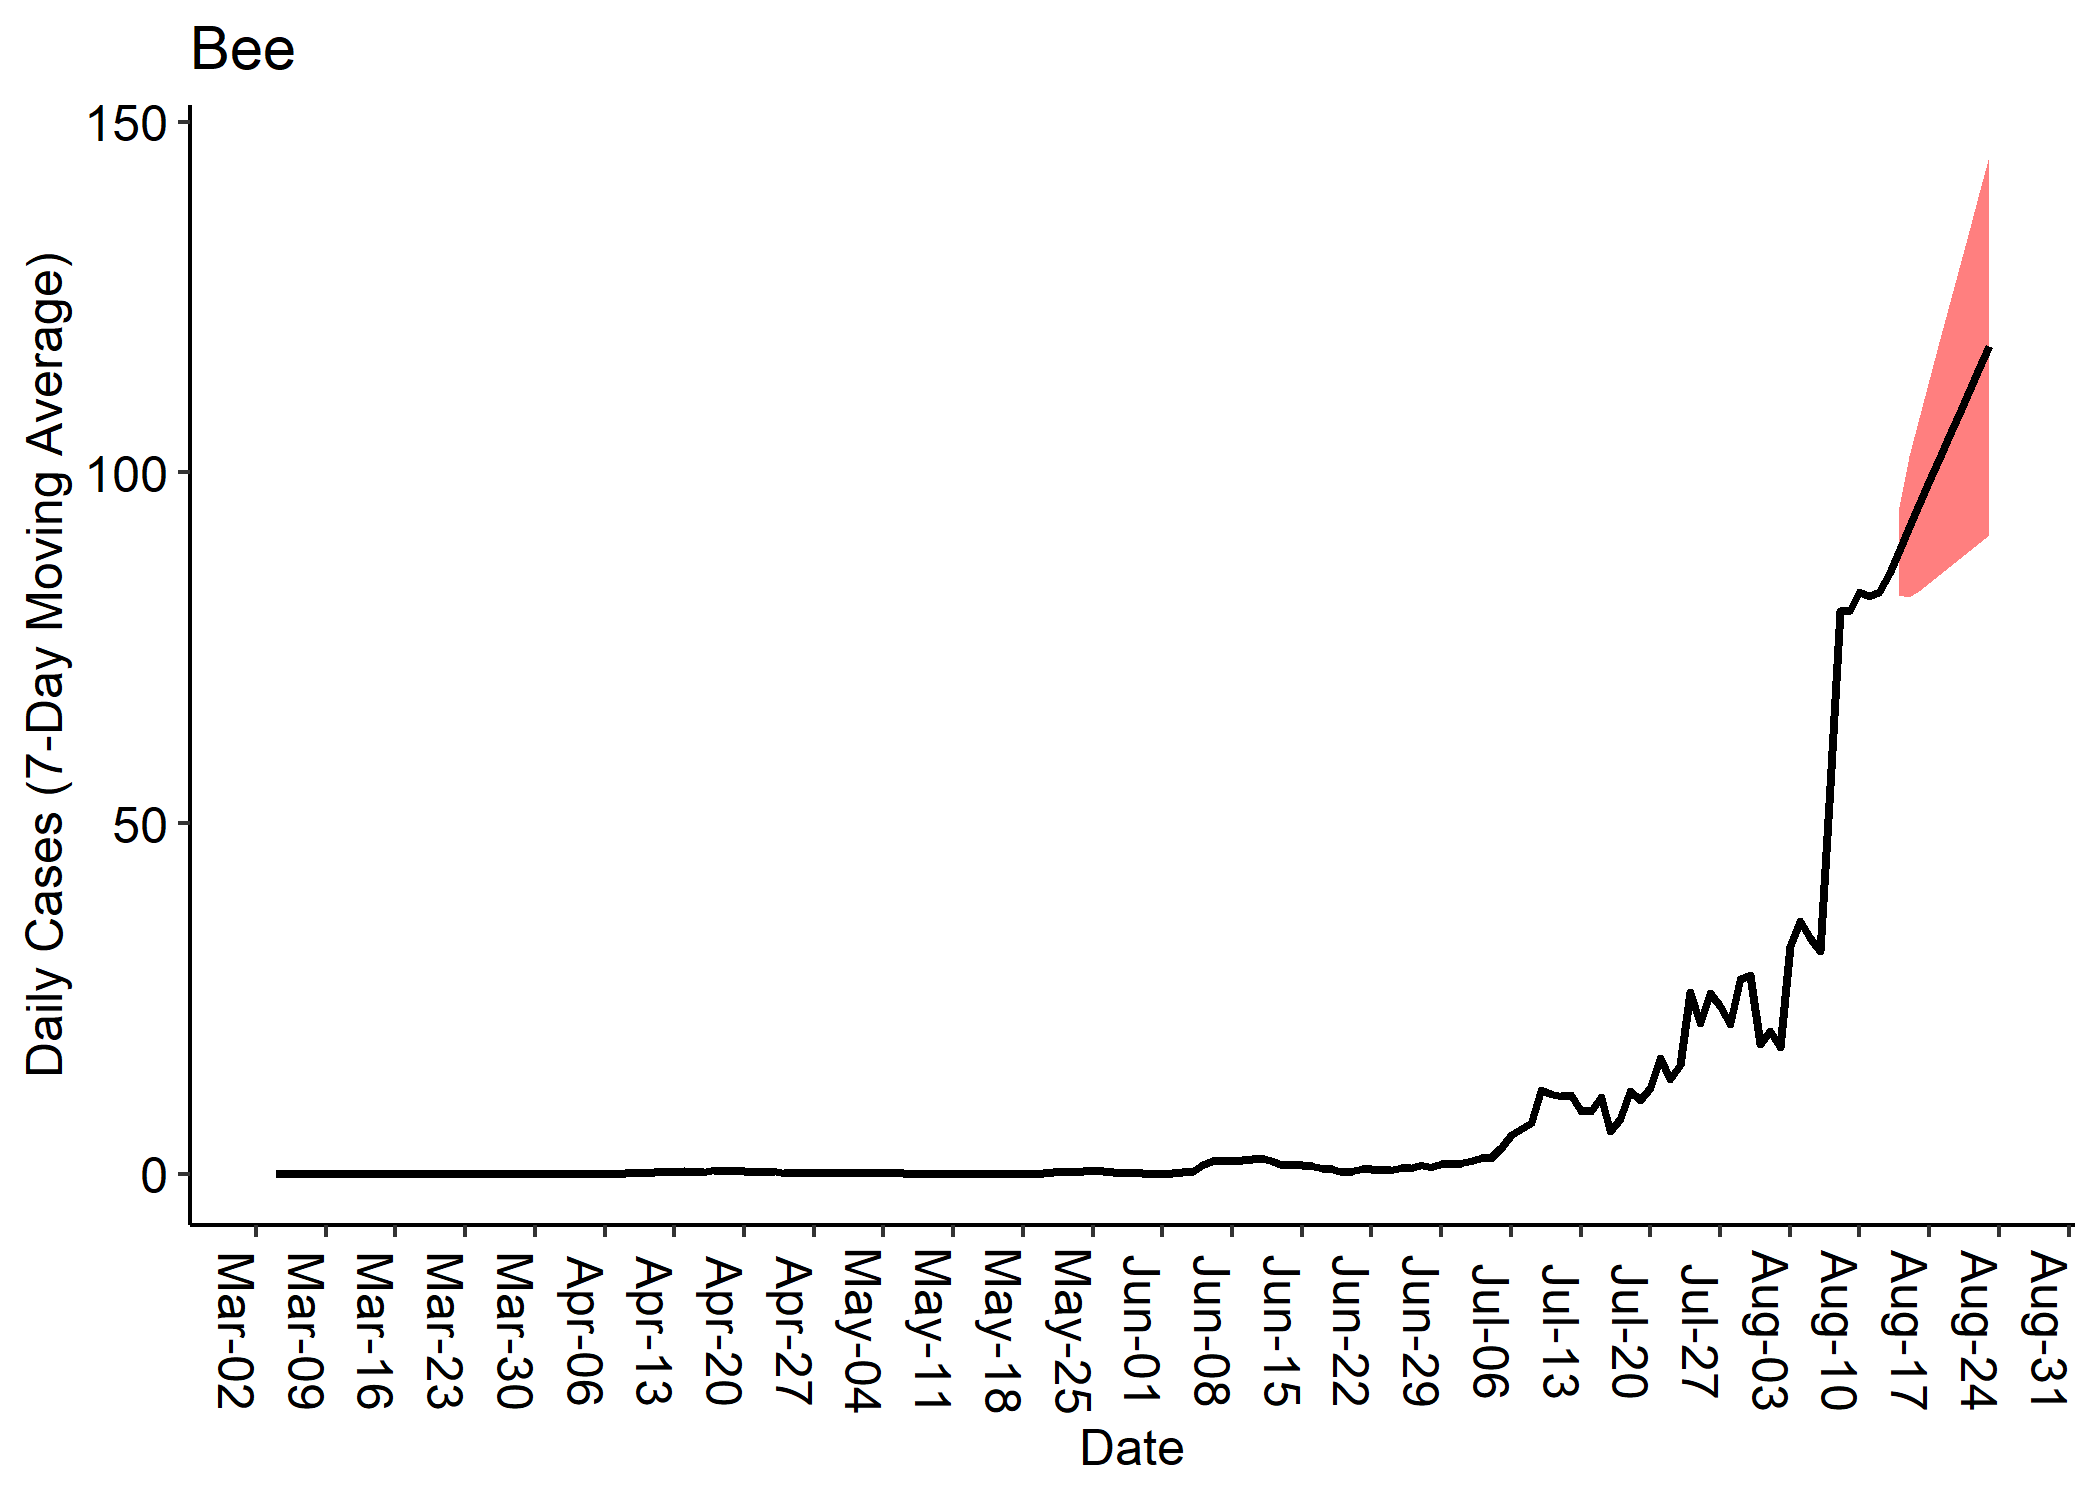 Bee
150
100
50
0
Daily Cases (7-Day Moving Average)
Mar-02
Mar-09
Mar-16
Mar-23
Mar-30
Apr-06
Apr-13
Apr-20
Apr-27
May-04
May-11
May-18
May-25
Jun-01
Jun-08
Jun-15
Jun-22
Jun-29
Jul-06
Jul-13
Jul-20
Jul-27
Aug-03
Aug-10
Aug-17
Aug-24
Aug-31
Date